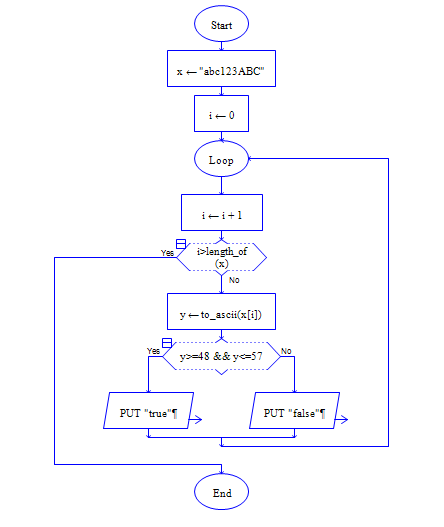 Start
x ← "abc123ABC"
i ← 0
Loop
i ← i + 1
Yes
i>length_of
(x)
No
y ← to_ascii(x[i])
Yes
y>=48 && y<=57
No
PUT "true"¶
PUT "false"¶
End